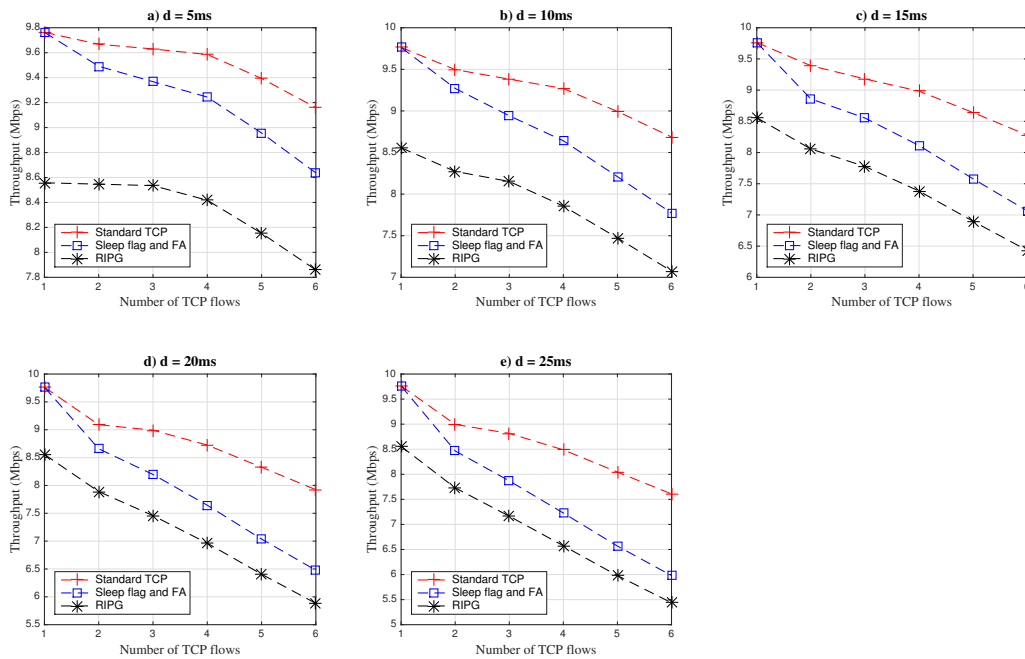 a) d = 5ms
9.8
9.6
9.4
9.2
9
8.8
8.6
8.4
8.2
8
7.8
Throughput (Mbps)
Standard TCP
Sleep flag and FA
RIPG
1 2 3 4 5 6
Number of TCP flows
b) d = 10ms
10
9.5
9
8.5
8
7.5
7
Throughput (Mbps)
Standard TCP
Sleep flag and FA
RIPG
1 2 3 4 5 6
Number of TCP flows
c) d = 15ms
10
9.5
9
8.5
8
7.5
7
6.5
6
Throughput (Mbps)
Standard TCP
Sleep flag and FA
RIPG
1 2 3 4 5 6
Number of TCP flows
d) d = 20ms
10
9.5
9
8.5
8
7.5
7
6.5
6
5.5
Throughput (Mbps)
Standard TCP
Sleep flag and FA
RIPG
1 2 3 4 5 6
Number of TCP flows
e) d = 25ms
10
9.5
9
8.5
8
7.5
7
6.5
6
5.5
5
Throughput (Mbps)
Standard TCP
Sleep flag and FA
RIPG
1 2 3 4 5 6
Number of TCP flows